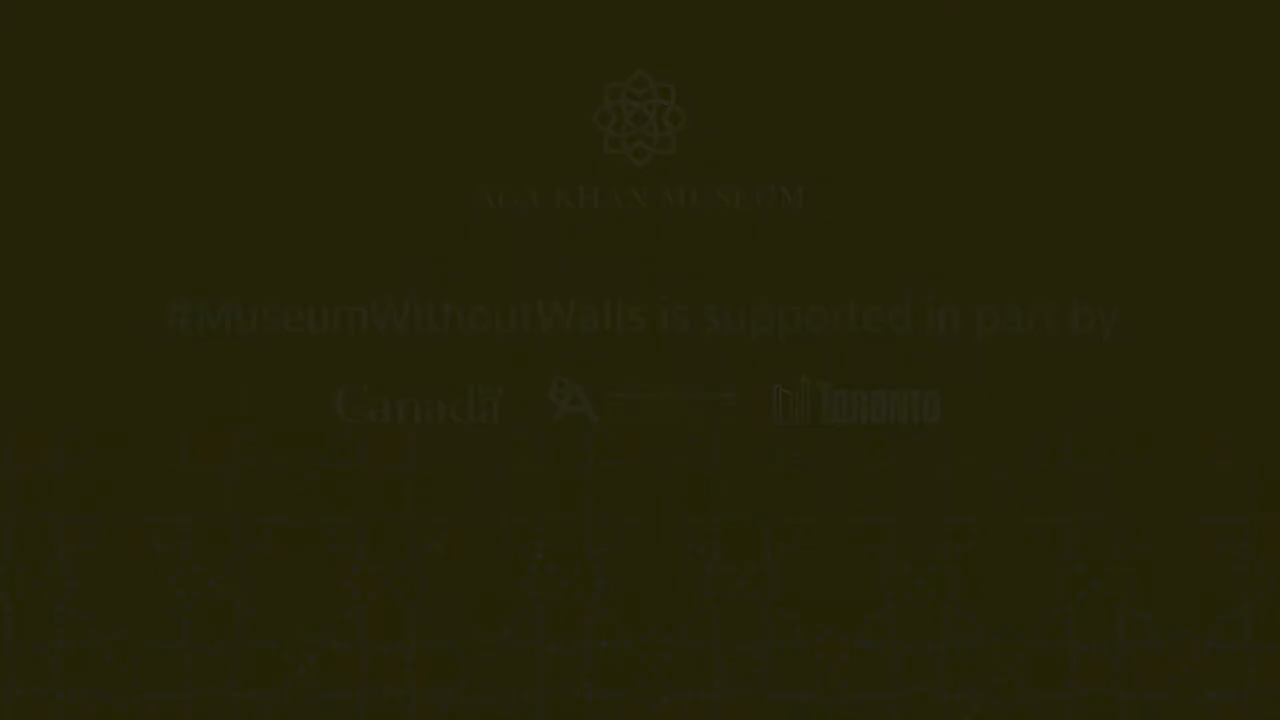 AGA KHAN MUSEUM
#MuseumWithoutWalls is supported in part by
Canada TORONTO